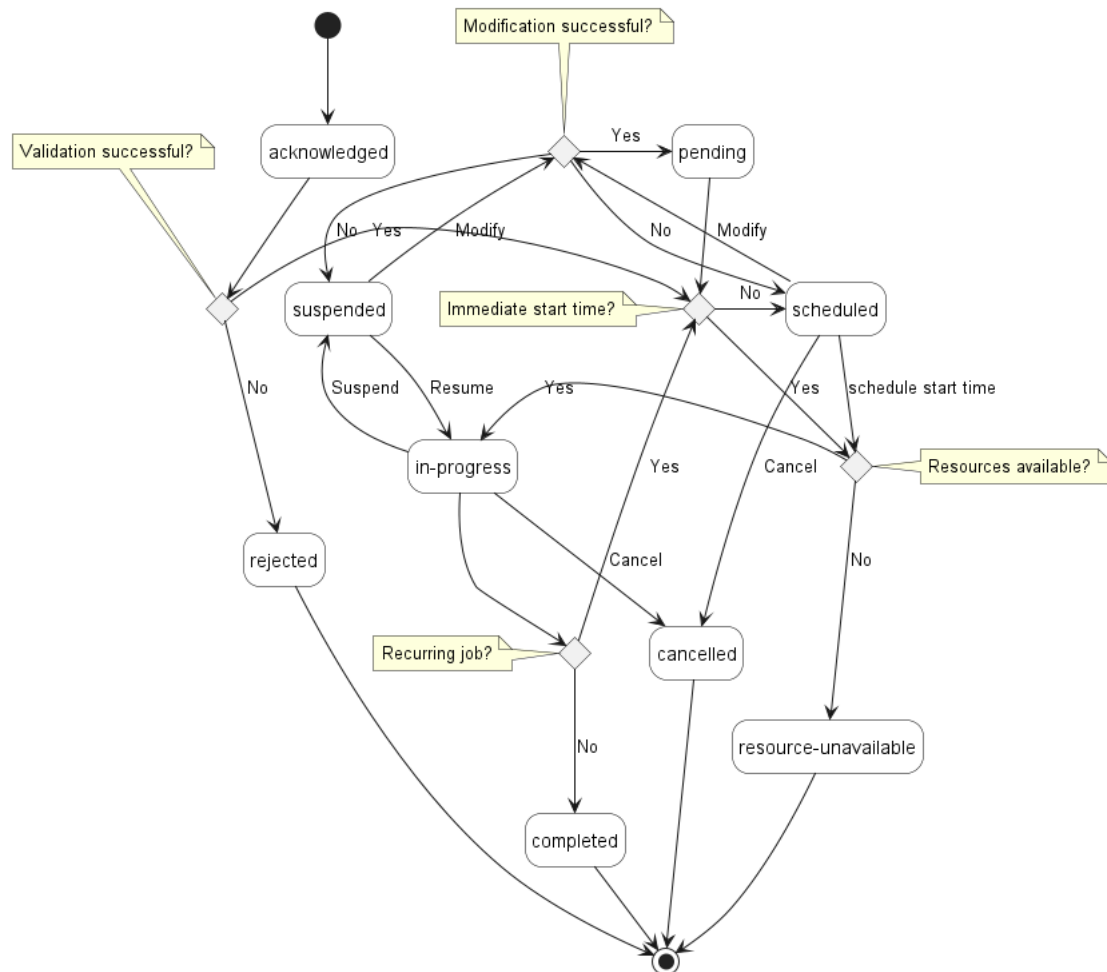 Modification successful?
Validation successful?
acknowledged
Yes
pending
No
Yes
Modify
No
Modify
suspended
Immediate start time?
No
scheduled
Suspend
Resume
Yes
Yes
schedule start time
in-progress
Yes
Cancel
Resources available?
No
rejected
Cancel
No
Recurring job?
cancelled
resource-unavailable
No
completed